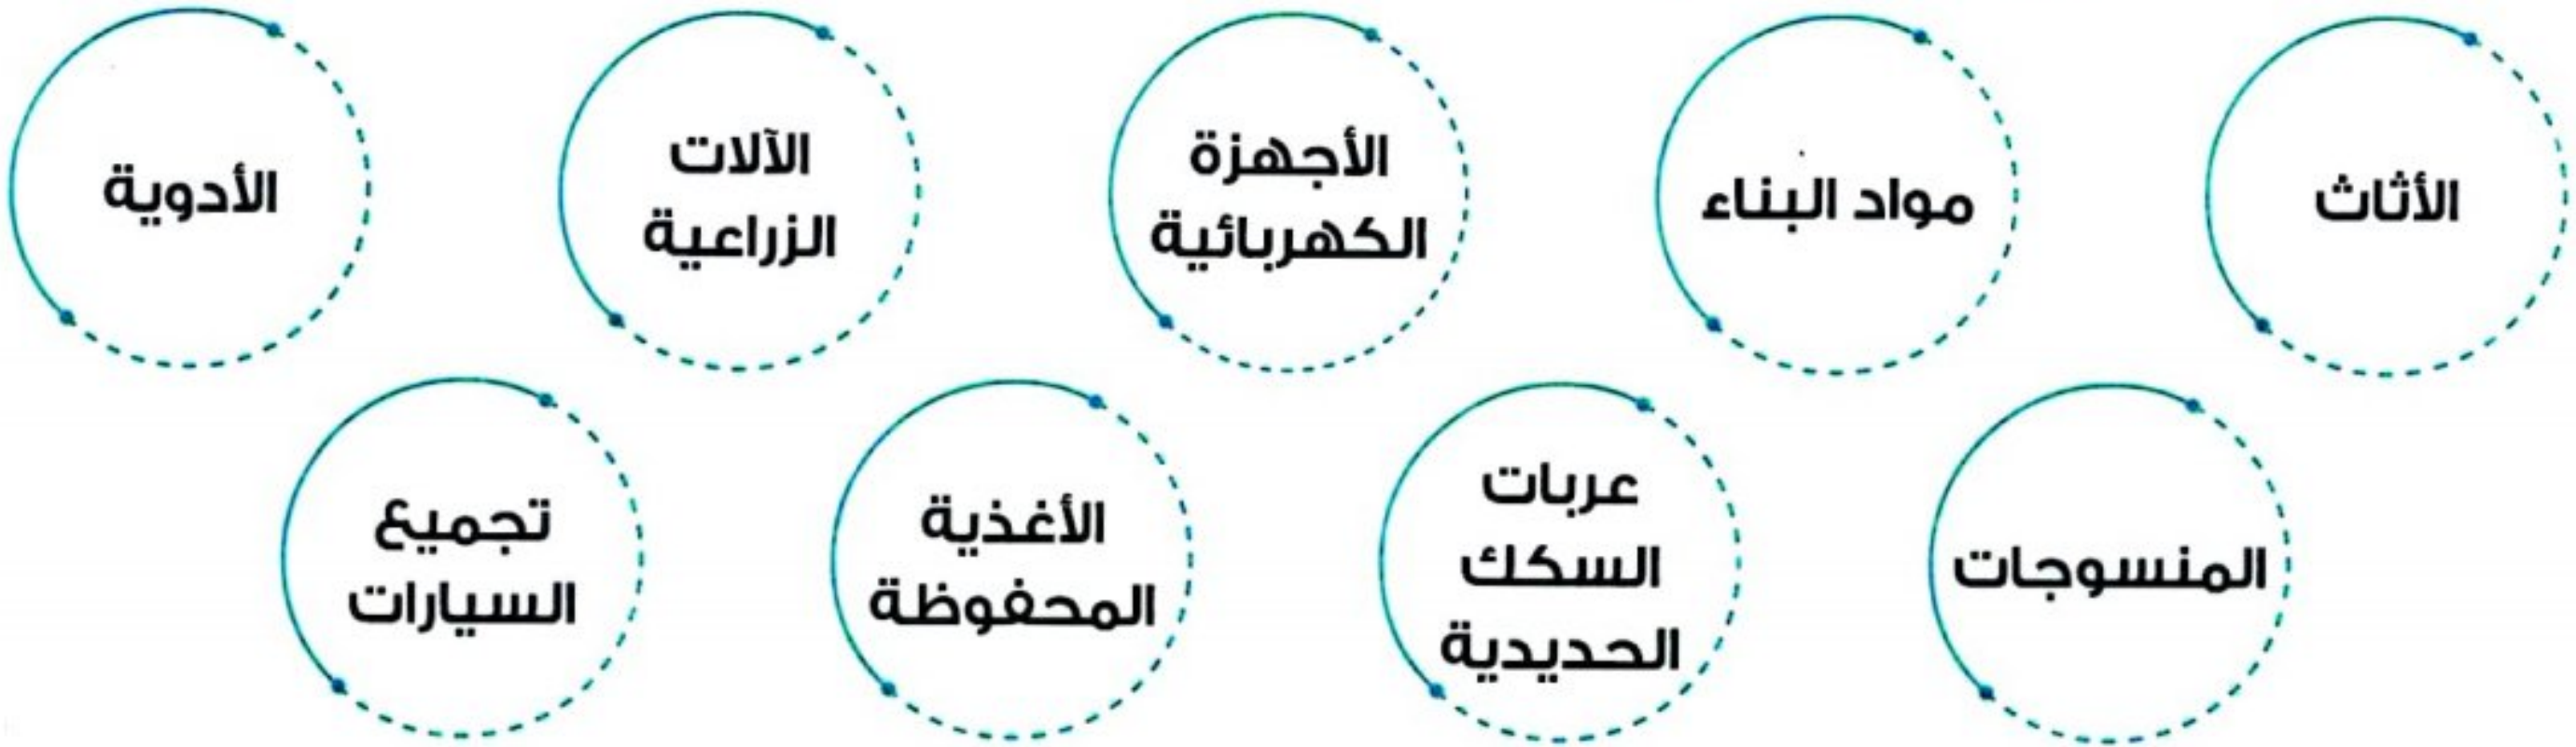 الأثاث
مواد البناء
الأجهزة
الكهربائية
الآلات
الزراعية
الأدوية
المنسوجات
عربات
السكك
الحديدية
الأغذية
المحفوظة
تجميع
السيارات